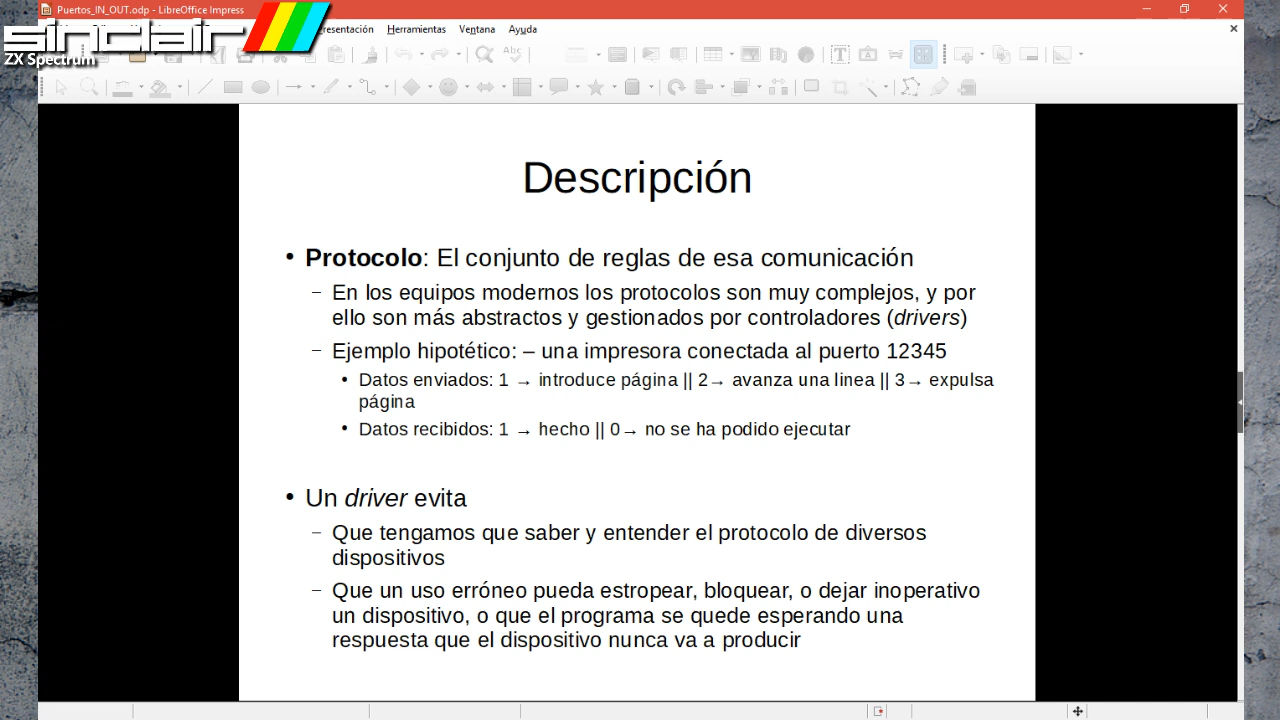 Puertos_IN_OUT.odp - LibreOffice Impress
sinclair
ZX Spectrum
resentación Herramientas Ventana Ayuda
Descripción
• Protocolo: El conjunto de reglas de esa comunicación
– En los equipos modernos los protocolos son muy complejos, y por
ello son más abstractos y gestionados por controladores (drivers)
– Ejemplo hipotético: – una impresora conectada al puerto 12345
• Datos enviados: 1 → introduce página || 2→ avanza una linea || 3→ expulsa
página
• Datos recibidos: 1 → hecho || 0→ no se ha podido ejecutar
• Un driver evita
– Que tengamos que saber y entender el protocolo de diversos
dispositivos
– Que un uso erróneo pueda estropear, bloquear, o dejar inoperativo
un dispositivo, o que el programa se quede esperando una
respuesta que el dispositivo nunca va a producir